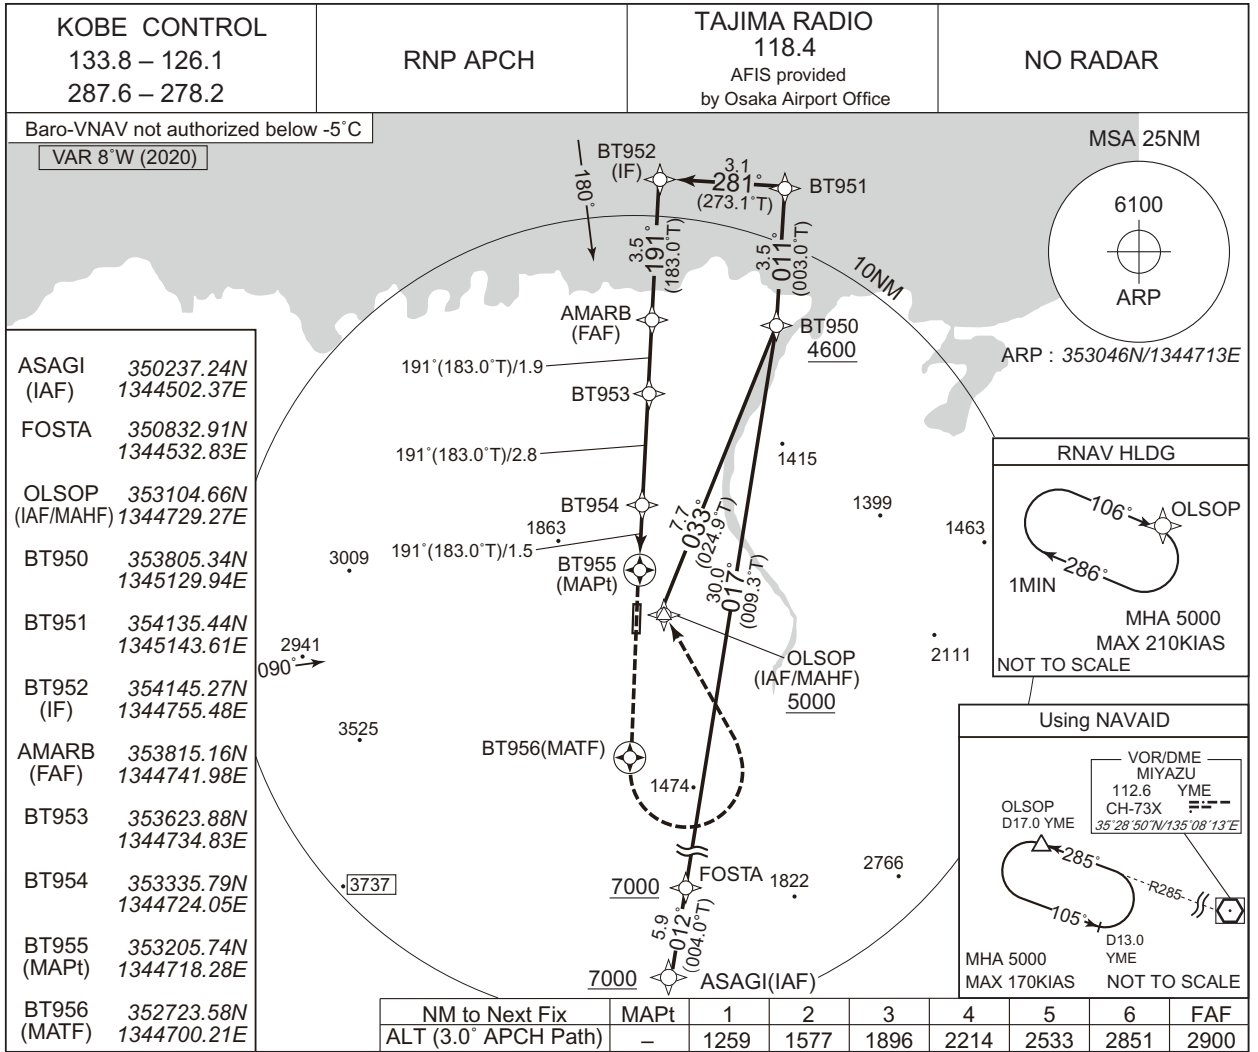 KOBE CONTROL
133.8 – 126.1
287.6 – 278.2
RNP APCH
TAJIMA RADIO
118.4
AFIS provided
by Osaka Airport Office
NO RADAR
Baro-VNAV not authorized below -5˚C
VAR 8˚W (2020)
MSA 25NM
6100
ARP
ARP : 353046N/1344713E
180˚
BT952
(IF)
3.1
281˚
(273.1˚T)
BT951
3.5
191˚
(183.0˚T)
3.5
011˚
(003.0˚T)
10NM
AMARB
(FAF)
BT950
4600
191˚(183.0˚T)/1.9
BT953
191˚(183.0˚T)/2.8
BT954
191˚(183.0˚T)/1.5
BT955
(MAPt)
7.7
033˚
(024.9˚T)
30.0
017˚
(009.3˚T)
1415
1399
1463
1863
3009
2941
090˚
3525
2111
OLSOP
(IAF/MAHF)
5000
BT956(MATF)
1474
3737
7000
FOSTA
1822
2766
5.9
012˚
(004.0˚T)
7000
ASAGI(IAF)
ASAGI 350237.24N
(IAF) 1344502.37E
FOSTA 350832.91N
1344532.83E
OLSOP 353104.66N
(IAF/MAHF) 1344729.27E
BT950 353805.34N
1345129.94E
BT951 354135.44N
1345143.61E
BT952 354145.27N
(IF) 1344755.48E
AMARB 353815.16N
(FAF) 1344741.98E
BT953 353623.88N
1344734.83E
BT954 353335.79N
1344724.05E
BT955 353205.74N
(MAPt) 1344718.28E
BT956 352723.58N
(MATF) 1344700.21E
RNAV HLDG
106˚
OLSOP
286˚
1MIN
MHA 5000
MAX 210KIAS
NOT TO SCALE
Using NAVAID
VOR/DME
MIYAZU
112.6 YME
CH-73X
35˚28´50˝N/135˚08´13˝E
OLSOP
D17.0 YME
285˚
R285
105˚
D13.0
YME
MHA 5000
MAX 170KIAS NOT TO SCALE
NM to Next Fix MAPt 1 2 3 4 5 6 FAF
ALT (3.0˚ APCH Path) – 1259 1577 1896 2214 2533 2851 2900